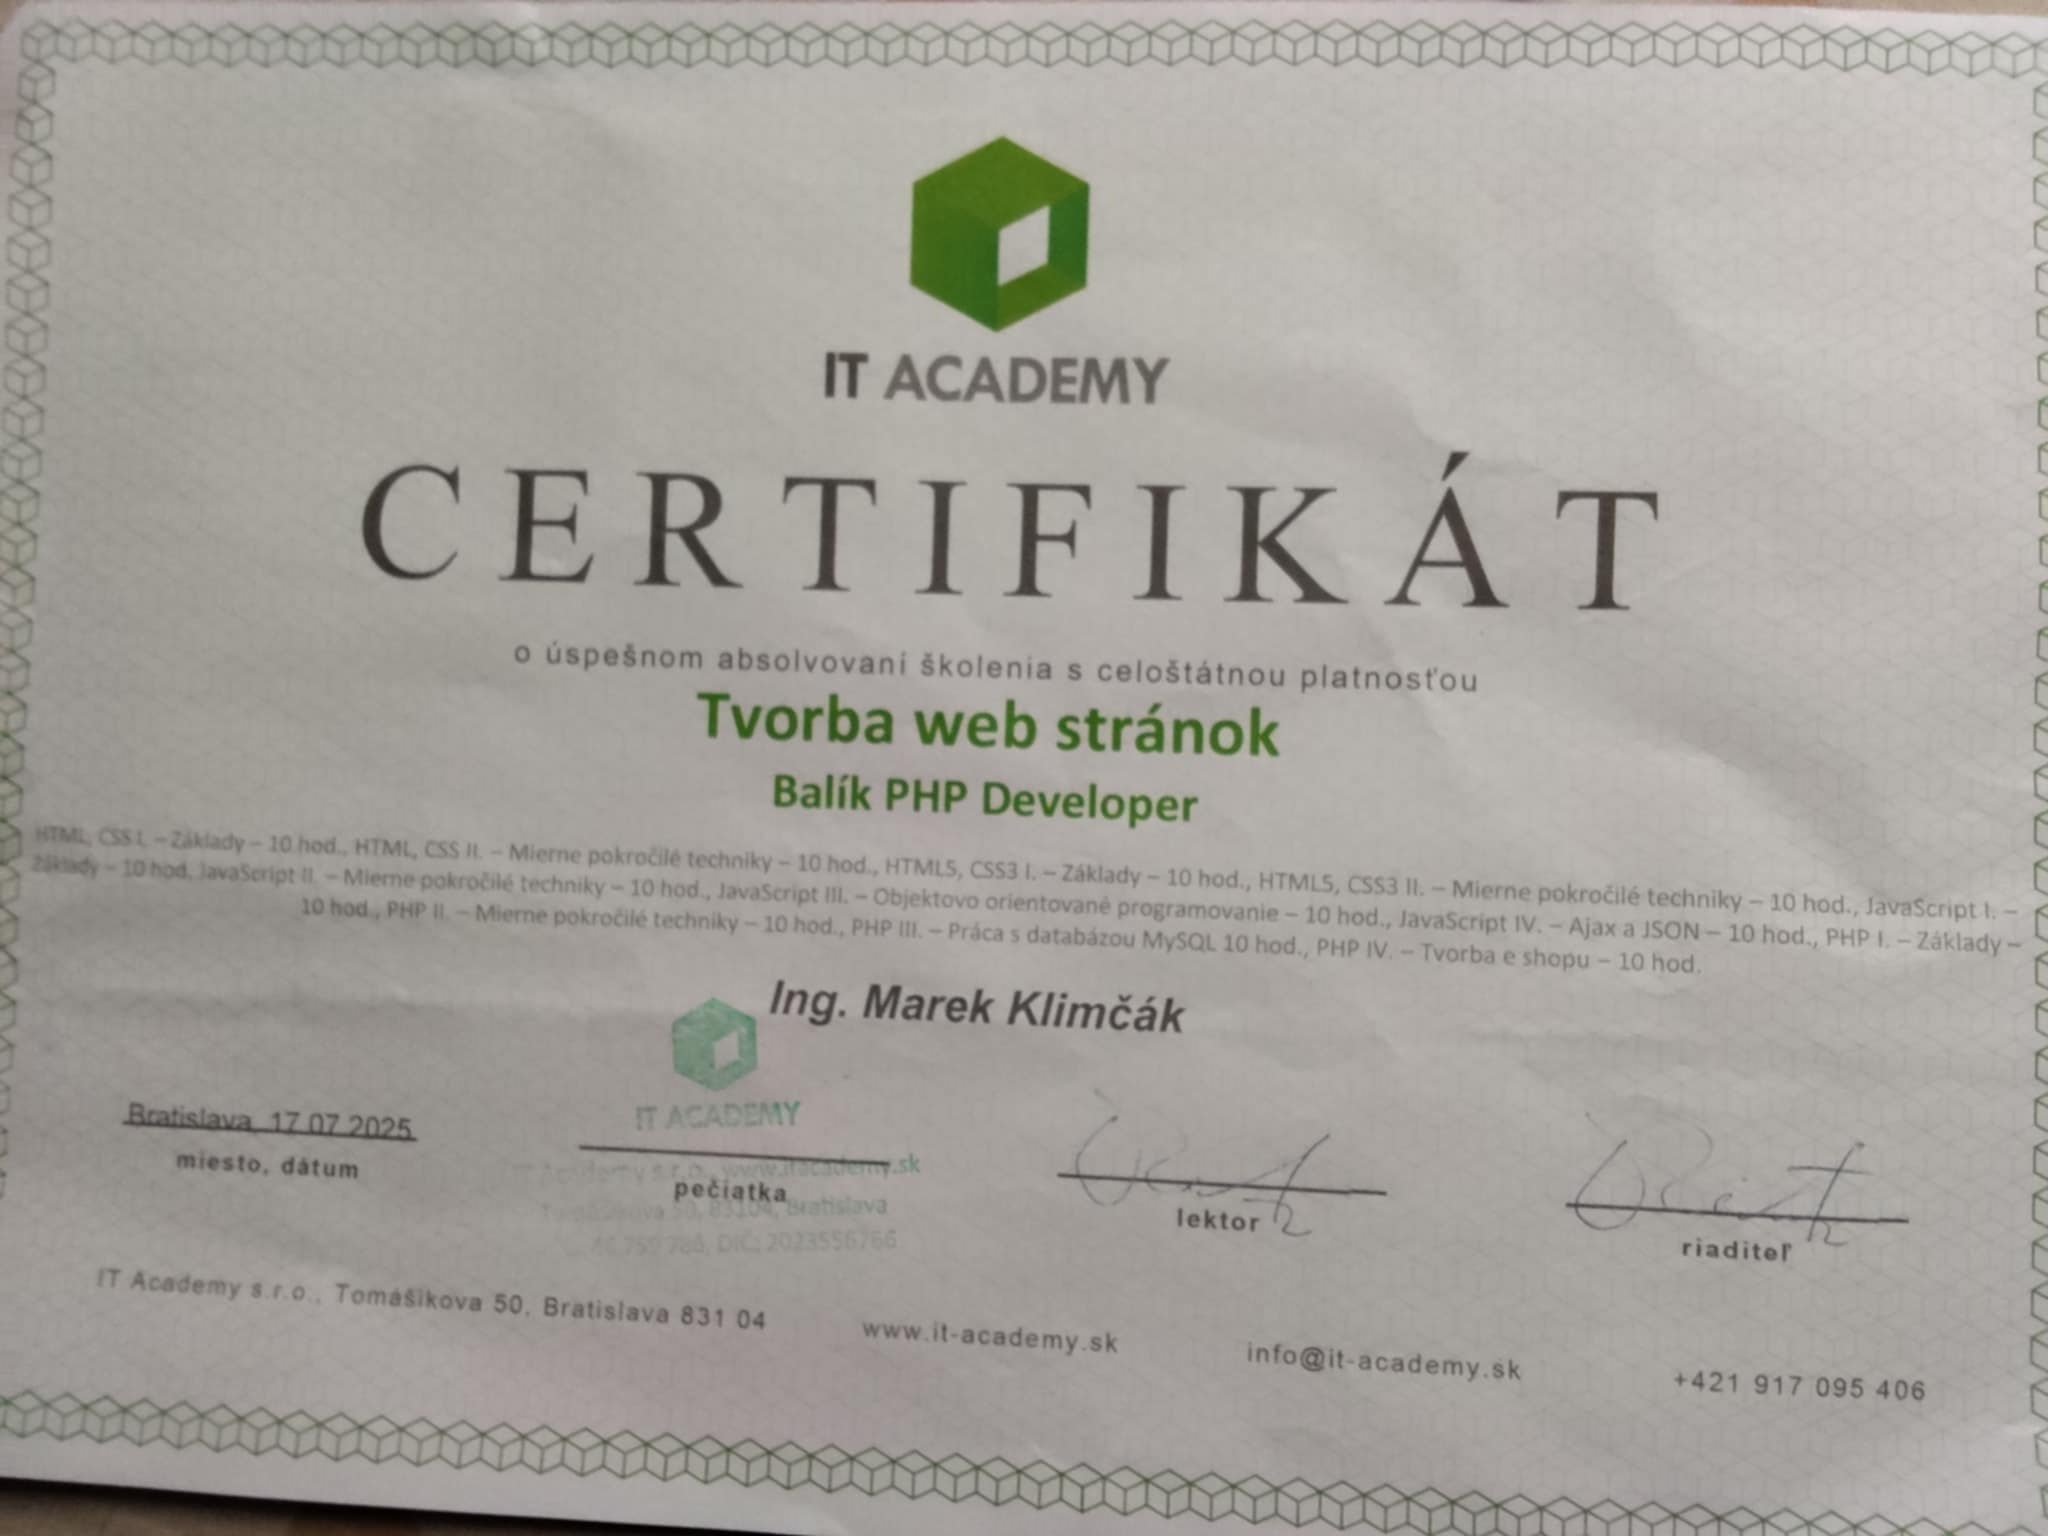 IT ACADEMY
CERTIFIKÁT
o úspešnom absolvovaní školenia s celoštátnou platnosťou
Tvorba web stránok
Balík PHP Developer
HTML, CSS I. – Základy – 10 hod., HTML, CSS II. – Mierne pokročilé techniky – 10 hod., HTML5, CSS3 I. – Základy – 10 hod., HTML5, CSS3 II. – Mierne pokročilé techniky – 10 hod., JavaScript I. –
Základy – 10 hod. JavaScript II. – Mierne pokročilé techniky – 10 hod., JavaScript III. – Objektovo orientované programovanie – 10 hod., JavaScript IV. – Ajax a JSON – 10 hod., PHP I. – Základy –
10 hod., PHP II. – Mierne pokročilé techniky – 10 hod., PHP III. – Práca s databázou MySQL 10 hod., PHP IV. – Tvorba e shopu – 10 hod.
Ing. Marek Klimčák
IT ACADEMY
Bratislava, 17.07.2025
miesto, dátum
IT Academy s.r.o., www.itacademy.sk
pečiatka
50, 83104, Bratislava
DIČ: 2023556766
lektor
riaditeľ
IT Academy s.r.o., Tomášikova 50, Bratislava 831 04
www.it-academy.sk
info@it-academy.sk
+421 917 095 406